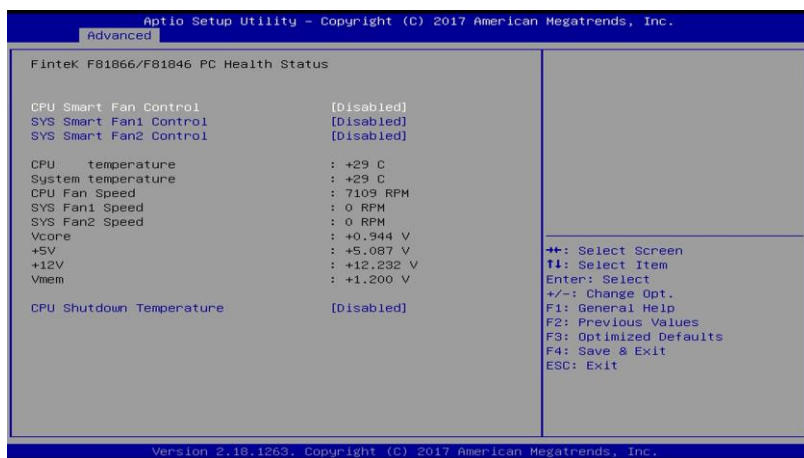 Aptio Setup Utility – Copyright (C) 2017 American Megatrends, Inc.
Advanced
FinteK F81866/F81846 PC Health Status
CPU Smart Fan Control [Disabled]
SYS Smart Fan1 Control [Disabled]
SYS Smart Fan2 Control [Disabled]
CPU temperature : +29 C
System temperature : +29 C
CPU Fan Speed : 7109 RPM
SYS Fan1 Speed : 0 RPM
SYS Fan2 Speed : 0 RPM
Vcore : +0.944 V
+5V : +5.087 V
+12V : +12.232 V
Vmem : +1.200 V
CPU Shutdown Temperature [Disabled]
→←: Select Screen
↑↓: Select Item
Enter: Select
+/-: Change Opt.
F1: General Help
F2: Previous Values
F3: Optimized Defaults
F4: Save & Exit
ESC: Exit
Version 2.18.1263. Copyright (C) 2017 American Megatrends, Inc.